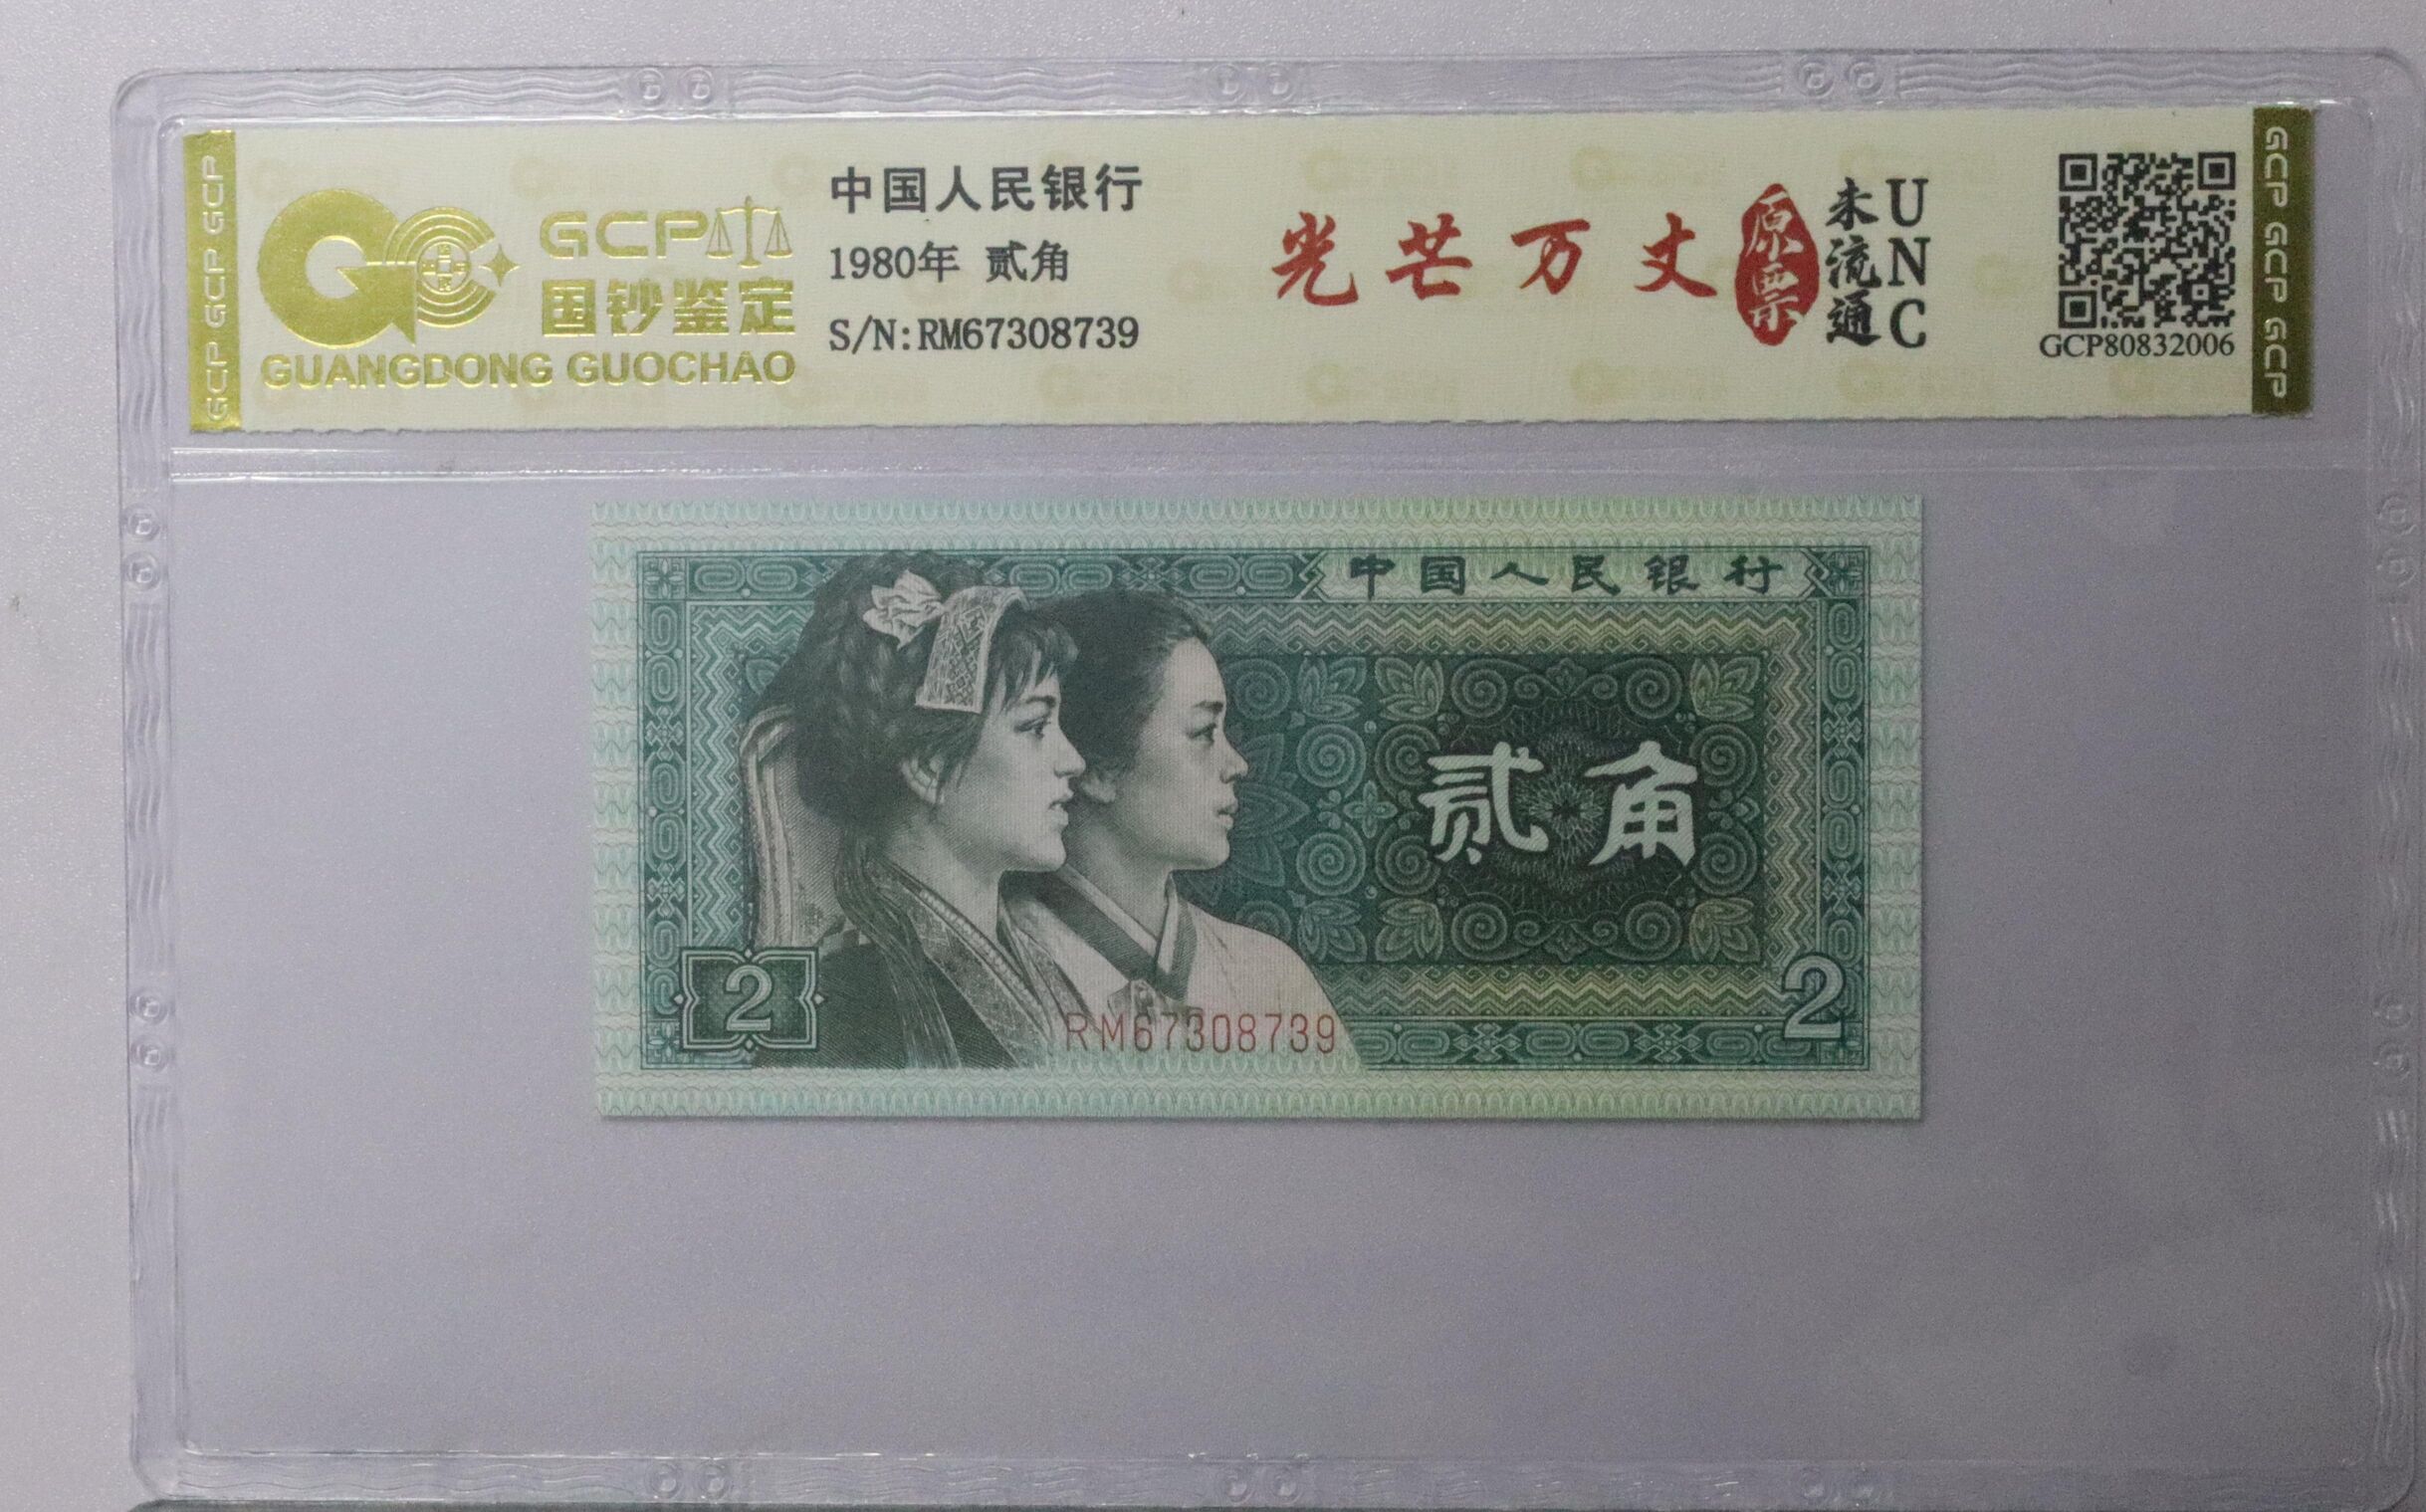 GCP GCP GCP
GCP
国钞鉴定
GUANGDONG GUOCHAO
中国人民银行
1980年 贰角
S/N:RM67308739
光芒万丈
原票
未流通
UNC
GCP80832006
GCP GCP GCP
中国人民银行
贰角
2
2
RM67308739